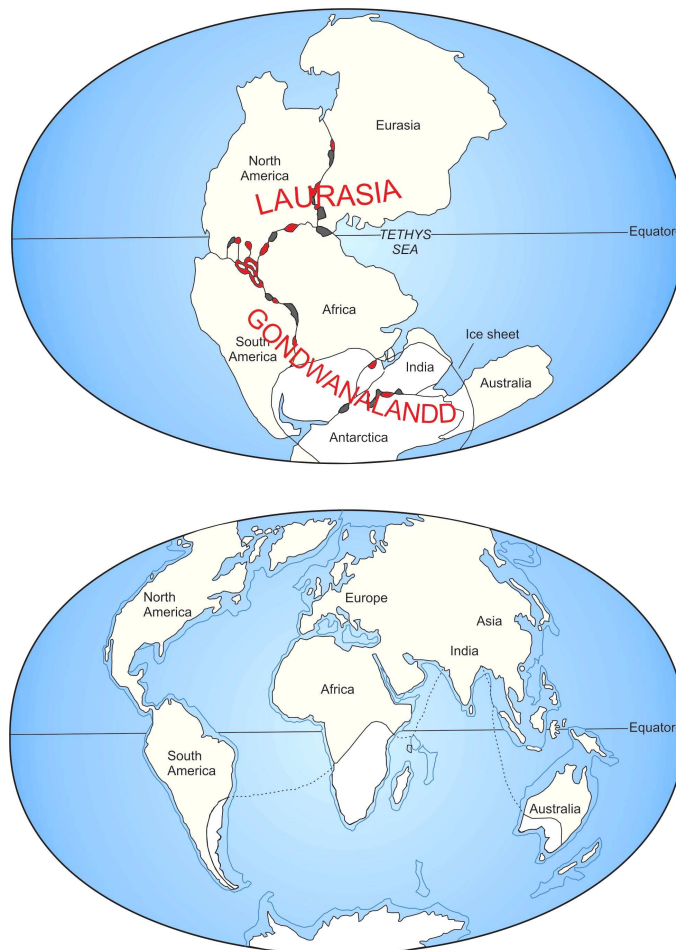 Eurasia
North
America
LAURASIA
TETHYS
SEA
Equator
Africa
GONDWANALANDD
South
America
Ice sheet
India
Australia
Antarctica
North
America
Europe
Asia
India
Africa
Equator
South
America
Australia